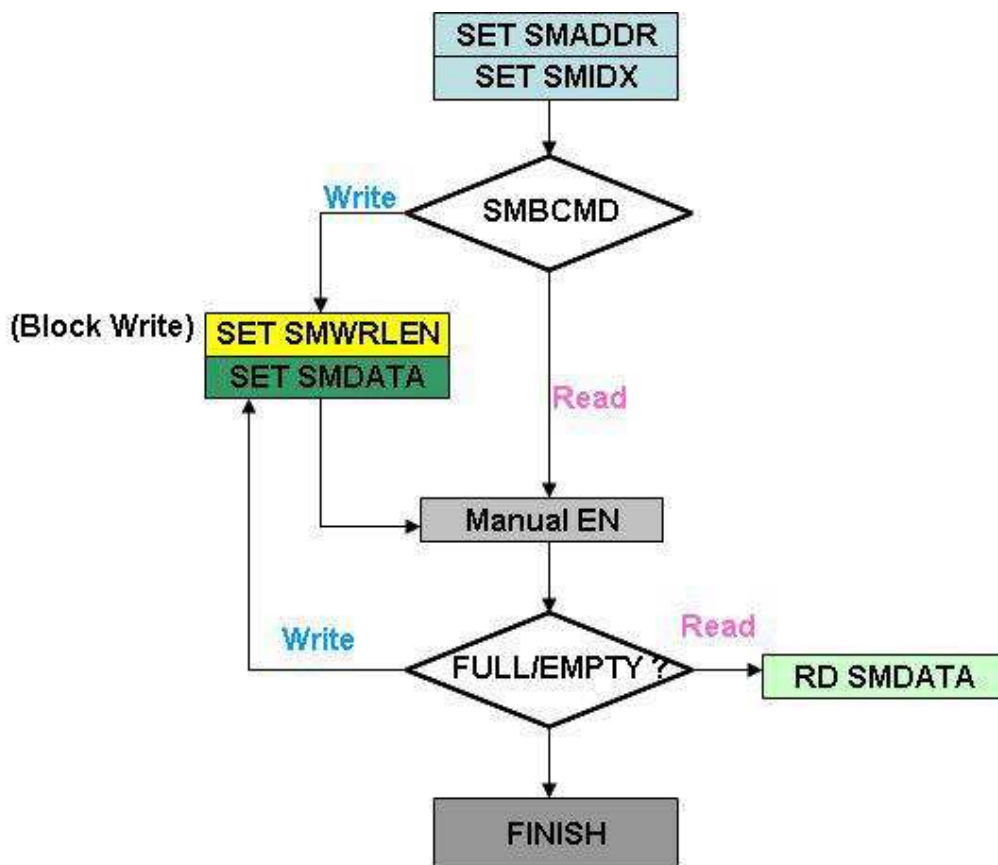 SET SMADDR
SET SMIDX
SMBCMD
Write
(Block Write)
SET SMWRLEN
SET SMDATA
Read
Manual EN
FULL/EMPTY ?
Write
Read
RD SMDATA
FINISH